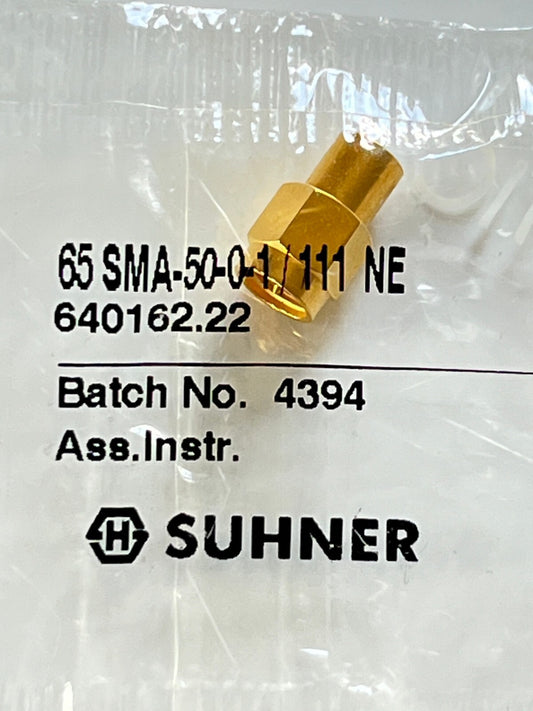 65 SMA-50-0-1/111 NE
640162.22
Batch No. 4394
Ass.Instr.
H SUHNER